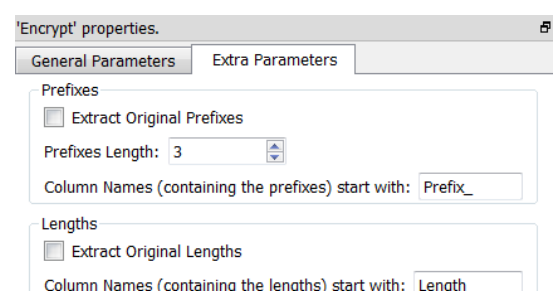 'Encrypt' properties.
General Parameters Extra Parameters
Prefixes
Extract Original Prefixes
Prefixes Length: 3
Column Names (containing the prefixes) start with: Prefix_
Lengths
Extract Original Lengths
Column Names (containing the lengths) start with: Length